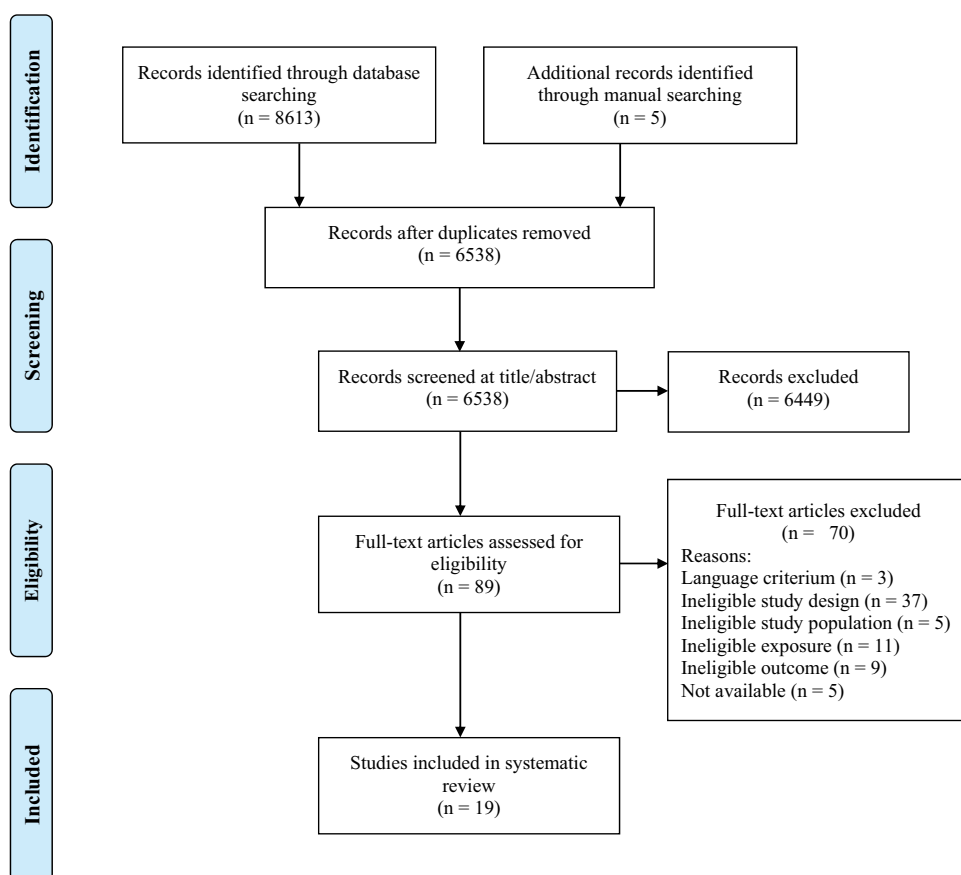 Identification
Records identified through database
searching
(n = 8613)
Additional records identified
through manual searching
(n = 5)
Records after duplicates removed
(n = 6538)
Screening
Records screened at title/abstract
(n = 6538)
Records excluded
(n = 6449)
Eligibility
Full-text articles assessed for
eligibility
(n = 89)
Full-text articles excluded
(n = 70)
Reasons:
Language criterium (n = 3)
Ineligible study design (n = 37)
Ineligible study population (n = 5)
Ineligible exposure (n = 11)
Ineligible outcome (n = 9)
Not available (n = 5)
Included
Studies included in systematic
review
(n = 19)